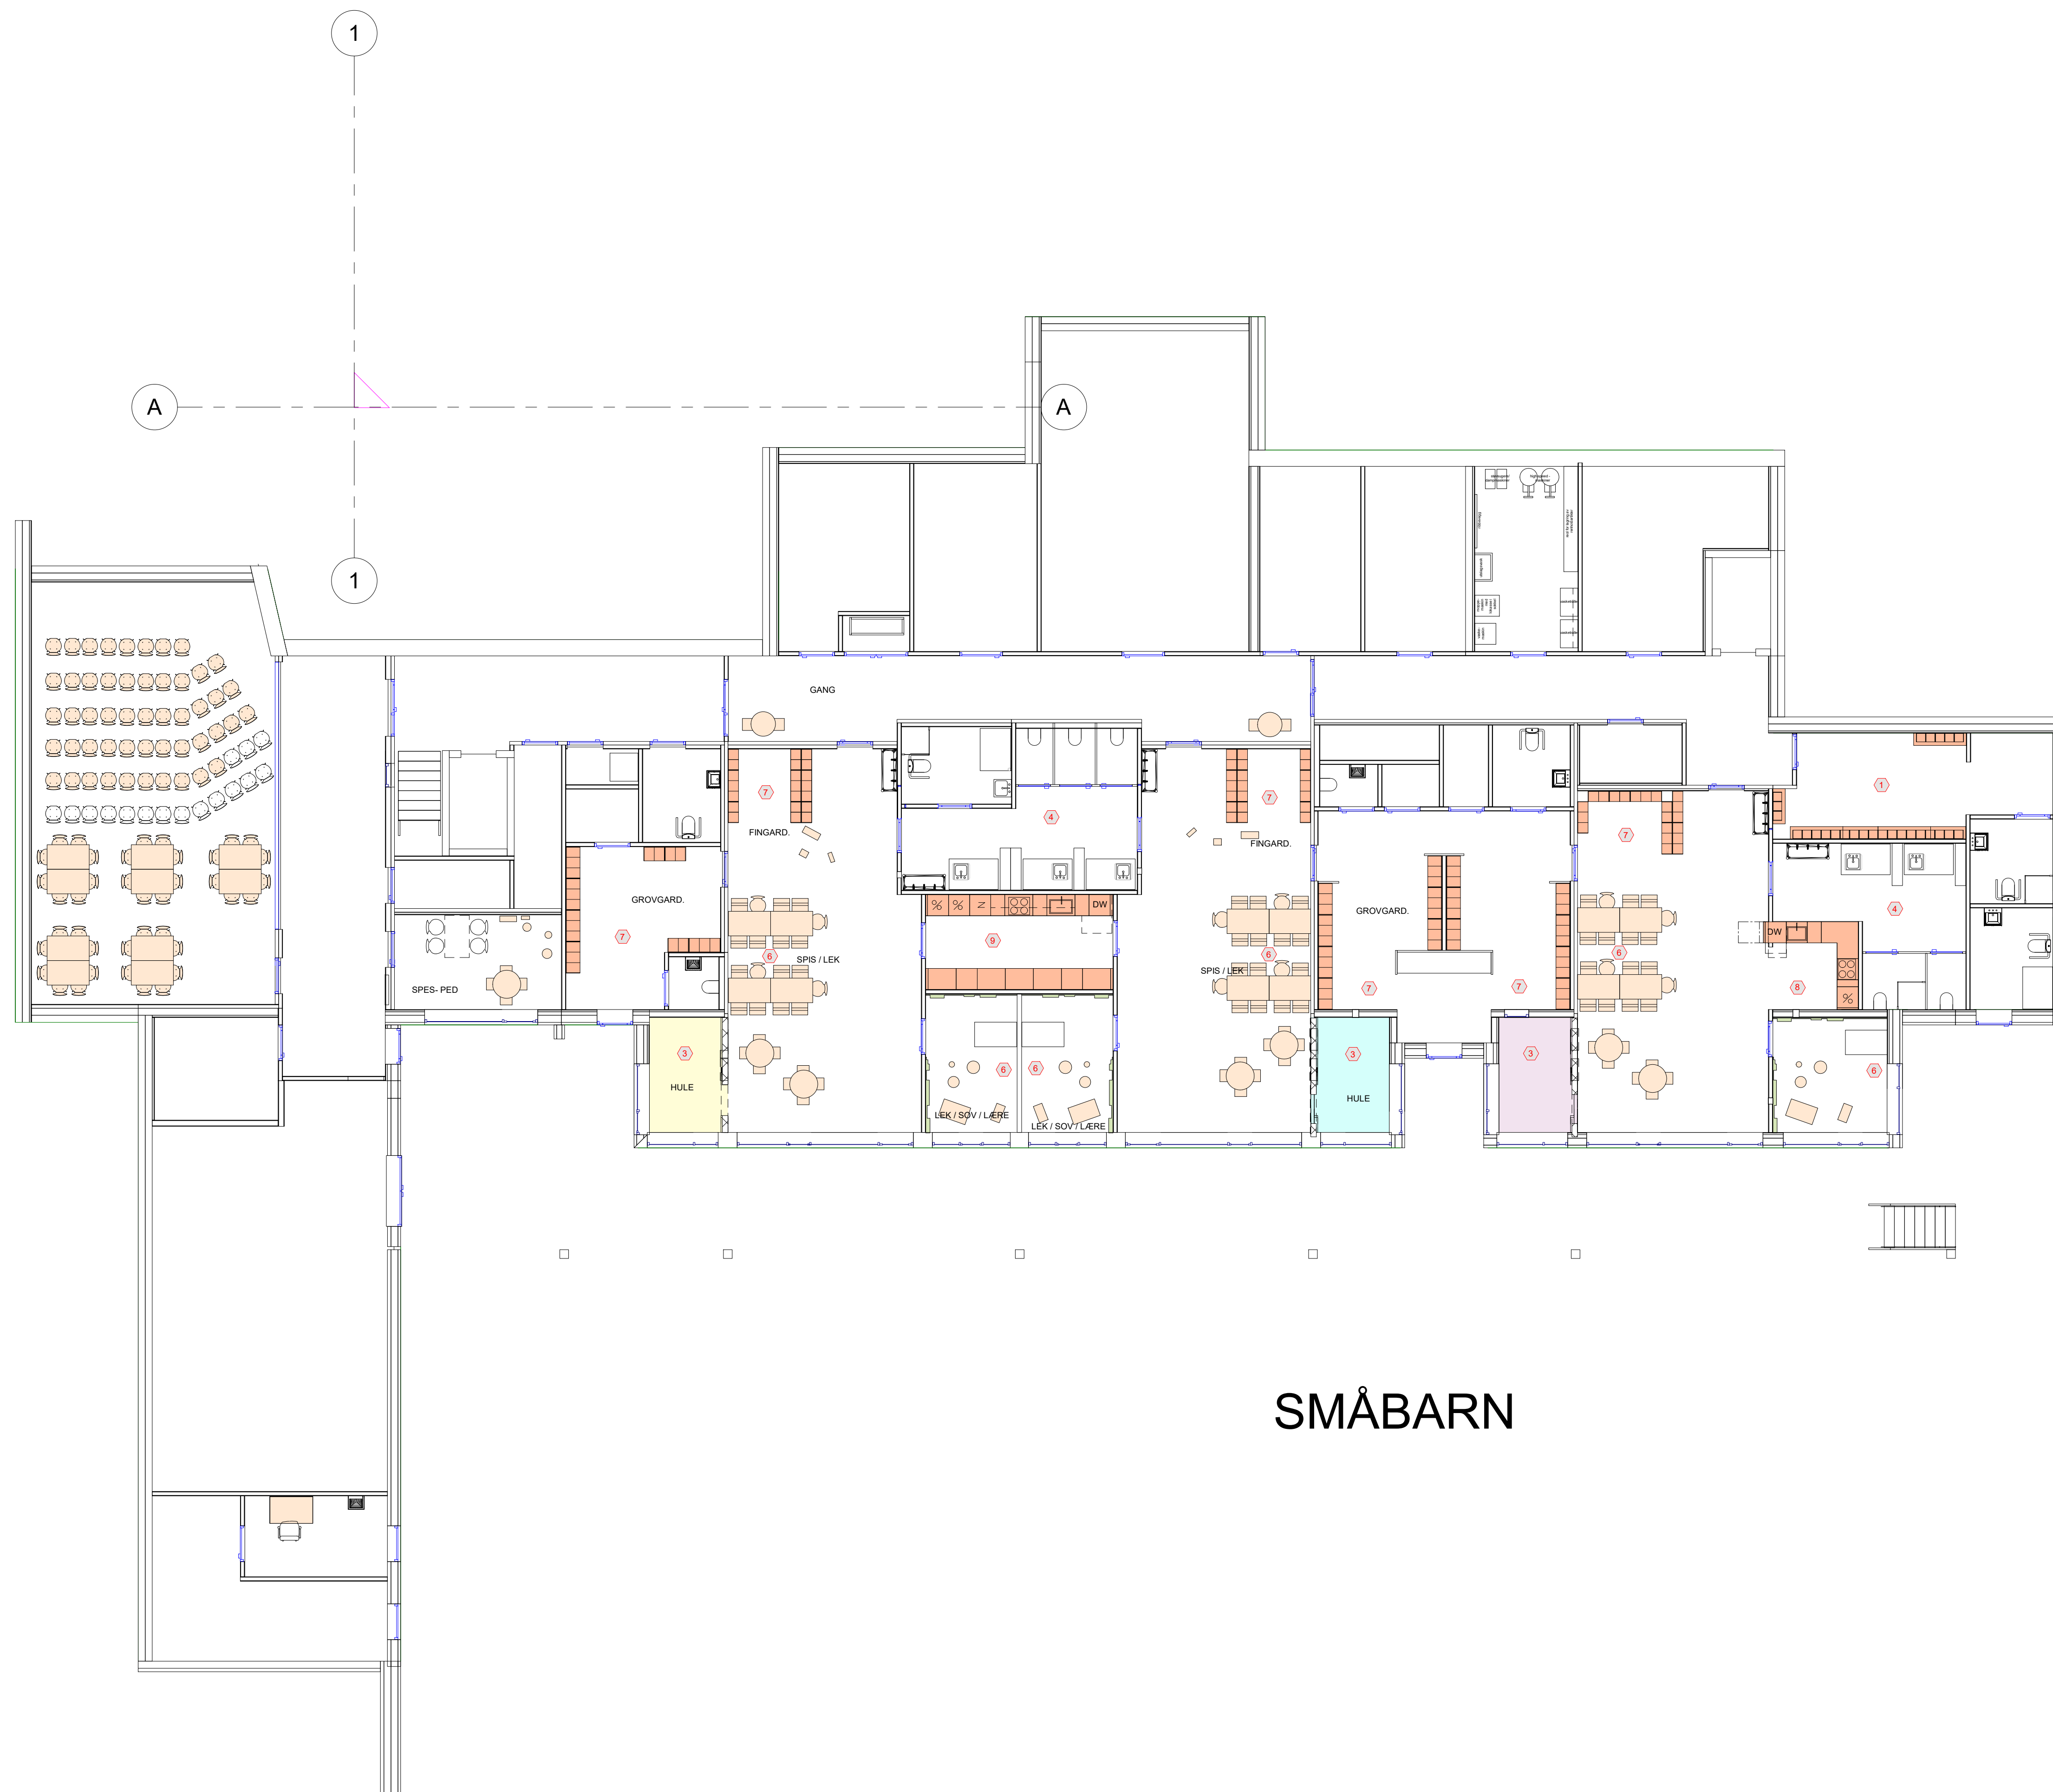 1
A
A
1
GANG
FINGARD.
7
7
FINGARD.
4
7
1
GROVGARD.
7
GROVGARD.
DW
4
DW
9
6
SPIS / LEK
6
SPIS / LEK
6
SPES- PED
7
7
8
3
HULE
6
6
LEK / SOV / LÆRE
LEK / SOV / LÆRE
3
HULE
3
6
SMÅBARN